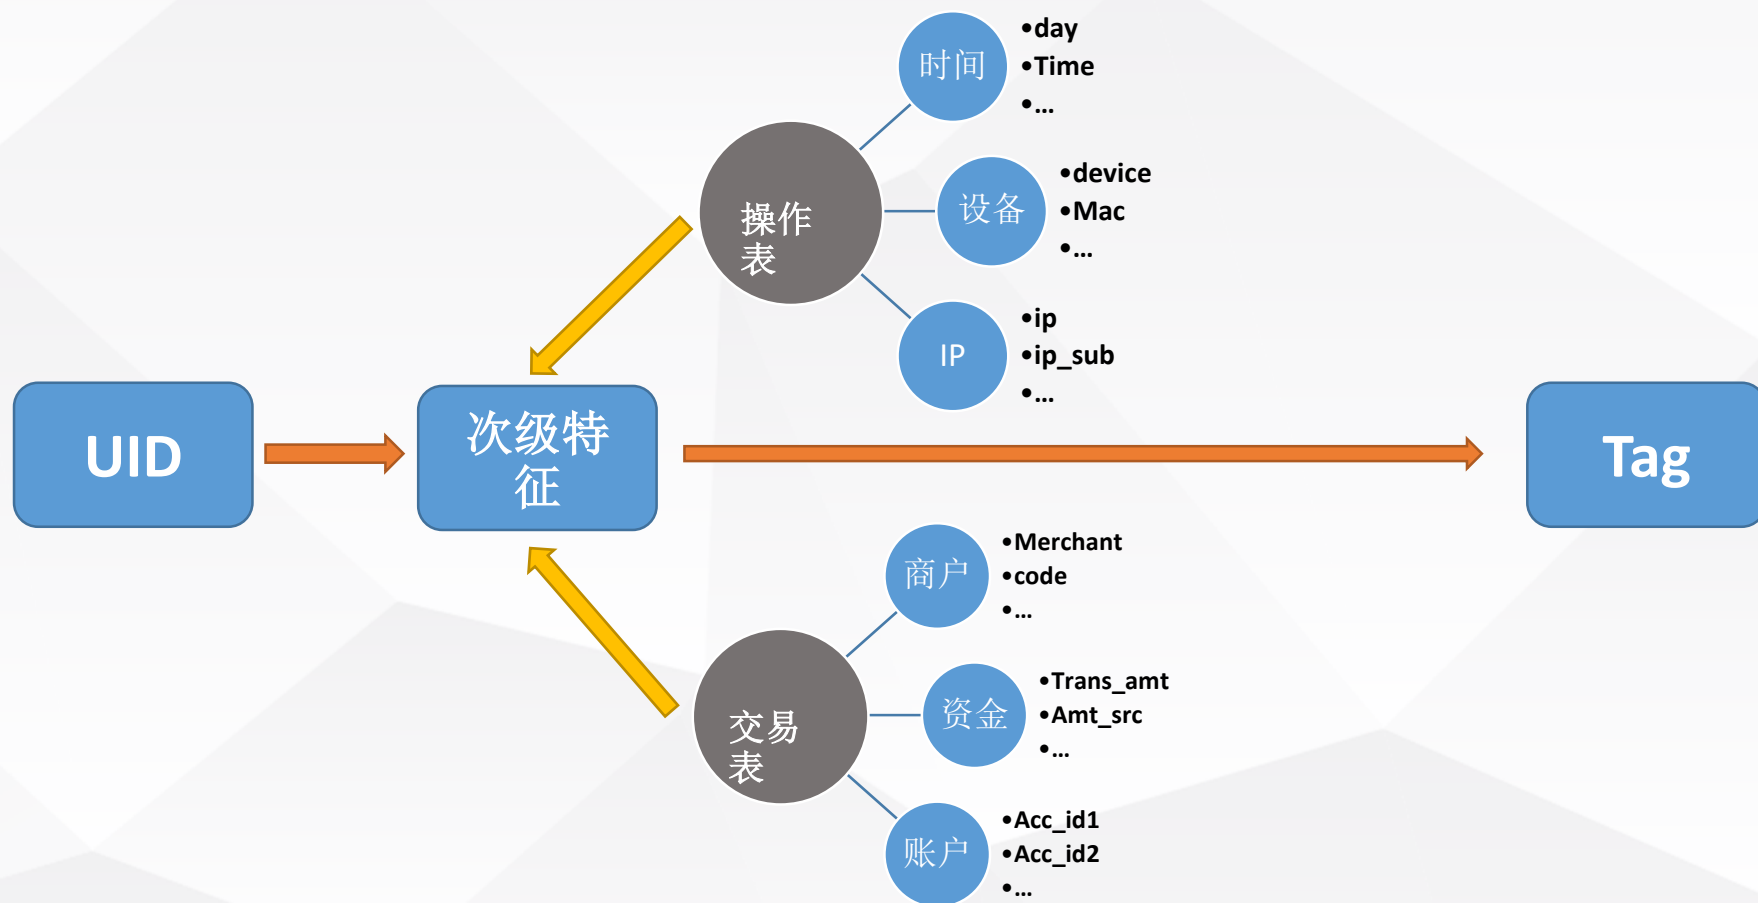 •day
时间
•Time
•...
•device
操作
表
设备
•Mac
•...
•ip
IP
•ip_sub
•...
UID
次级特
征
Tag
•Merchant
商户
•code
•...
•Trans_amt
交易
表
资金
•Amt_src
•...
•Acc_id1
账户
•Acc_id2
•...